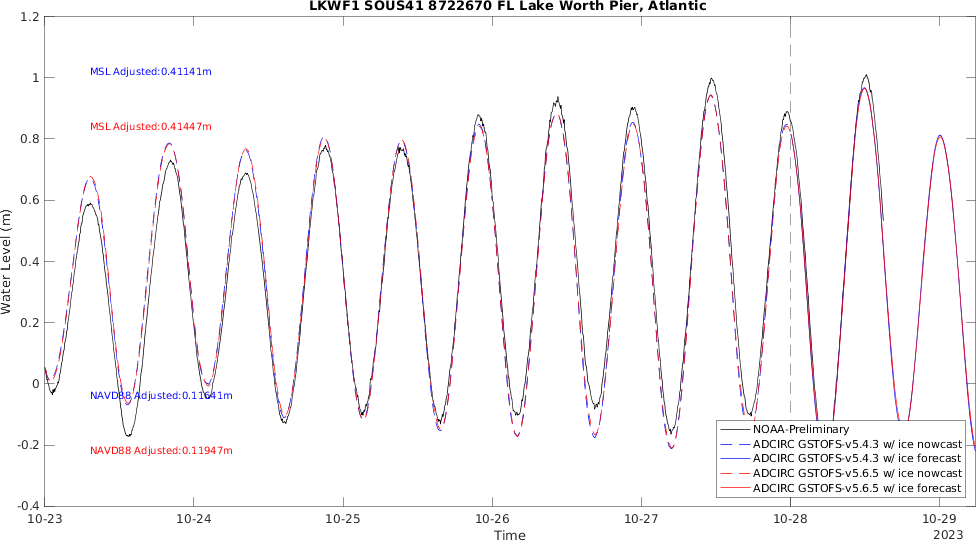 LKWF1 SOUS41 8722670 FL Lake Worth Pier, Atlantic
1.2
1
0.8
0.6
0.4
0.2
0
-0.2
-0.4
Water Level (m)
MSL Adjusted:0.41141m
MSL Adjusted:0.41447m
NAVD88 Adjusted:0.11641m
NAVD88 Adjusted:0.11947m
NOAA-Preliminary
ADCIRC GSTOFS-v5.4.3 w/ ice nowcast
ADCIRC GSTOFS-v5.4.3 w/ ice forecast
ADCIRC GSTOFS-v5.6.5 w/ ice nowcast
ADCIRC GSTOFS-v5.6.5 w/ ice forecast
10-23 10-24 10-25 10-26 10-27 10-28 10-29
Time
2023